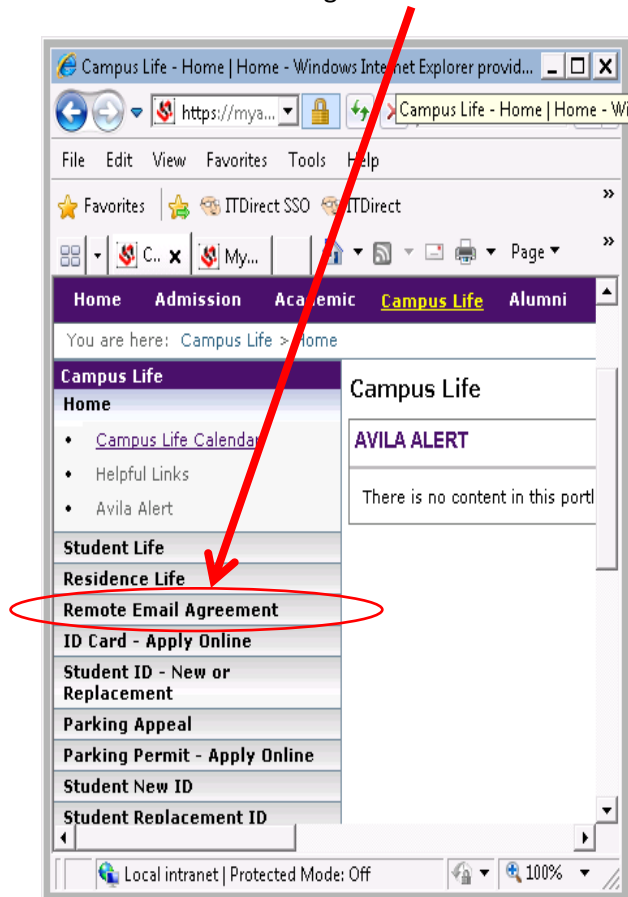 Campus Life - Home | Home - Windows Internet Explorer provid...
https://mya...
Campus Life - Home | Home - Wi
File Edit View Favorites Tools Help
Favorites ITDirect SSO ITDirect »
C.. x My... Page »
Home Admission Academic Campus Life Alumni
You are here: Campus Life > Home
Campus Life
Home
• Campus Life Calendar
• Helpful Links
• Avila Alert
Student Life
Residence Life
Remote Email Agreement
ID Card - Apply Online
Student ID - New or
Replacement
Parking Appeal
Parking Permit - Apply Online
Student New ID
Student Replacement ID
Campus Life
AVILA ALERT
There is no content in this portl
Local intranet | Protected Mode: Off 100%